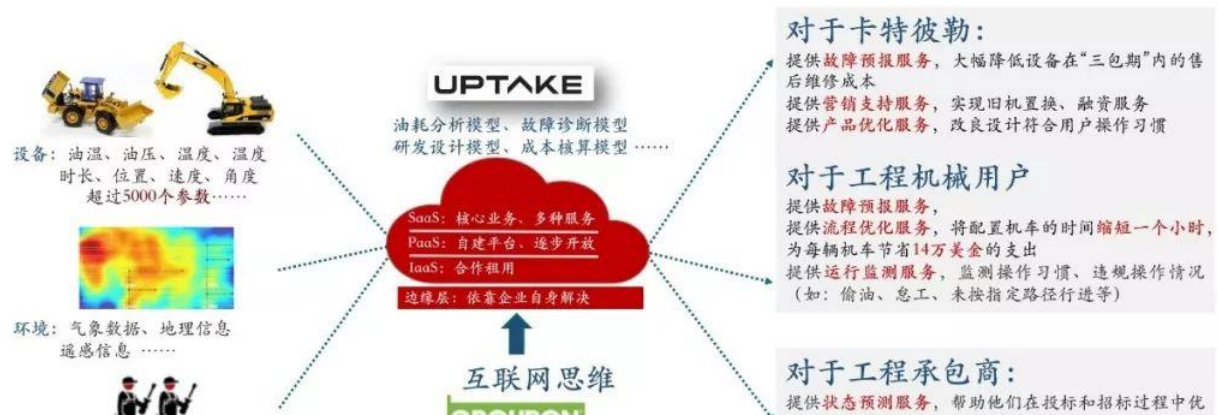 UPTAKE
油耗分析模型、故障诊断模型
研发设计模型、成本核算模型……
SaaS：核心业务、多种服务
PaaS：自建平台、逐步开放
IaaS：合作租用
边缘层：依靠企业自身解决
互联网思维
GROUPON
设备：油温、油压、温度、温度
时长、位置、速度、角度
超过5000个参数……
环境：气象数据、地理信息
遥感信息 ……
对于卡特彼勒：
提供故障预报服务，大幅降低设备在“三包期”内的售
后维修成本
提供营销支持服务，实现旧机置换、融资服务
提供产品优化服务，改良设计符合用户操作习惯
对于工程机械用户
提供故障预报服务，
提供流程优化服务，将配置机车的时间缩短一个小时，
为每辆机车节省14万美金的支出
提供运行监测服务，监测操作习惯、违规操作情况
（如：偷油、怠工、未按指定路径行进等）
对于工程承包商：
提供状态预测服务，帮助他们在投标和招标过程中优